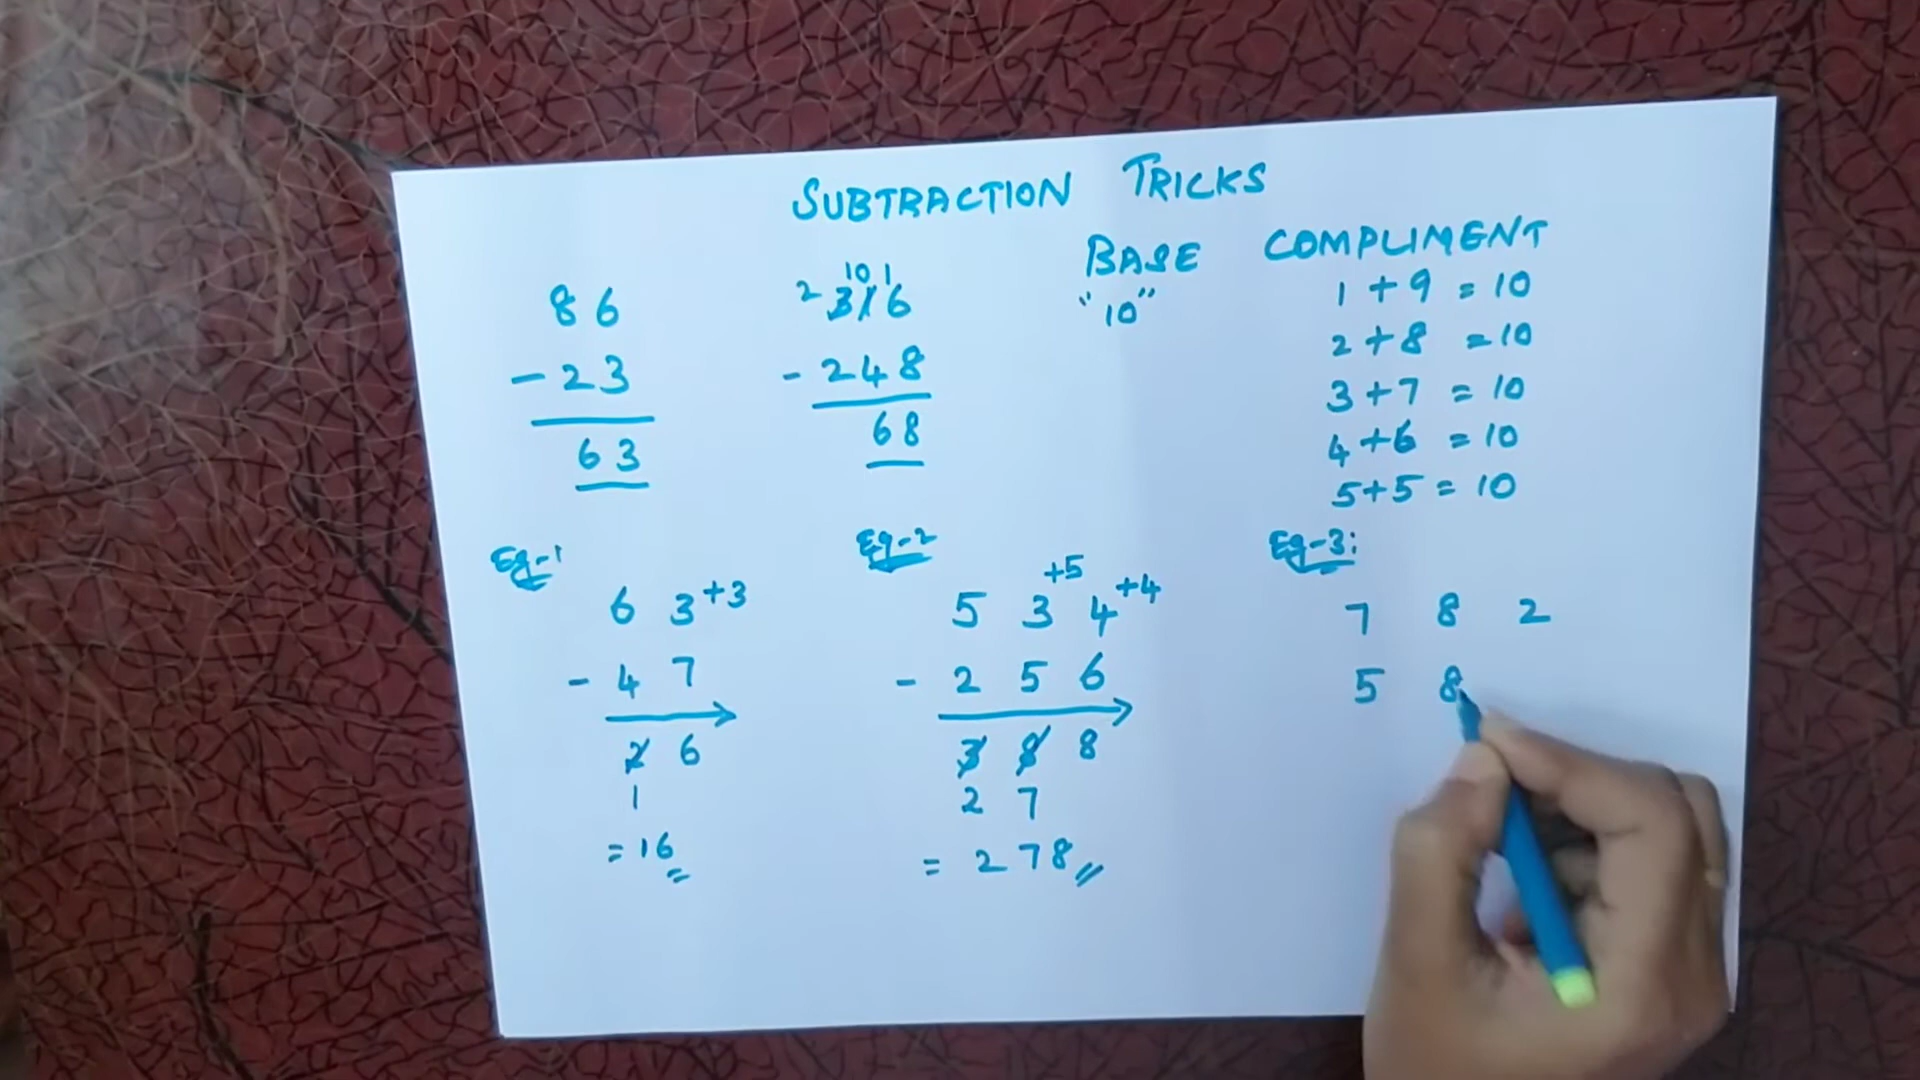 SUBTRACTION TRICKS
BASE COMPLIMENT
"10"
1 + 9 = 10
2 + 8 = 10
3 + 7 = 10
4 + 6 = 10
5 + 5 = 10
86
- 23
63
10 1
2 316
- 248
68
Eg-1
6 3 +3
- 4 7
2 6
1
= 16
Eg-2
+5 +4
5 3 4
- 2 5 6
3 8 8
2 7
= 278
Eg-3:
7 8 2
5 8